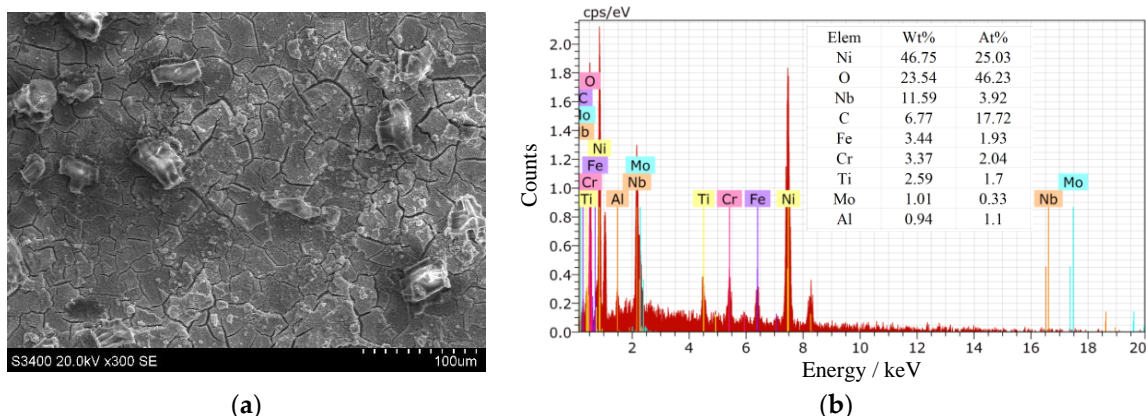 S3400 20.0kV x300 SE
100um
(a)
cps/eV
Counts
2.0
1.8
1.6
1.4
1.2
1.0
0.8
0.6
0.4
0.2
0.0
O
C
Ni
Fe
Cr
Ti
Al
Mo
Nb
Ti
Cr
Fe
Ni
Nb
Mo
Elem Wt% At%
Ni 46.75 25.03
O 23.54 46.23
Nb 11.59 3.92
C 6.77 17.72
Fe 3.44 1.93
Cr 3.37 2.04
Ti 2.59 1.7
Mo 1.01 0.33
Al 0.94 1.1
2 4 6 8 10 12 14 16 18 20
Energy / keV
(b)